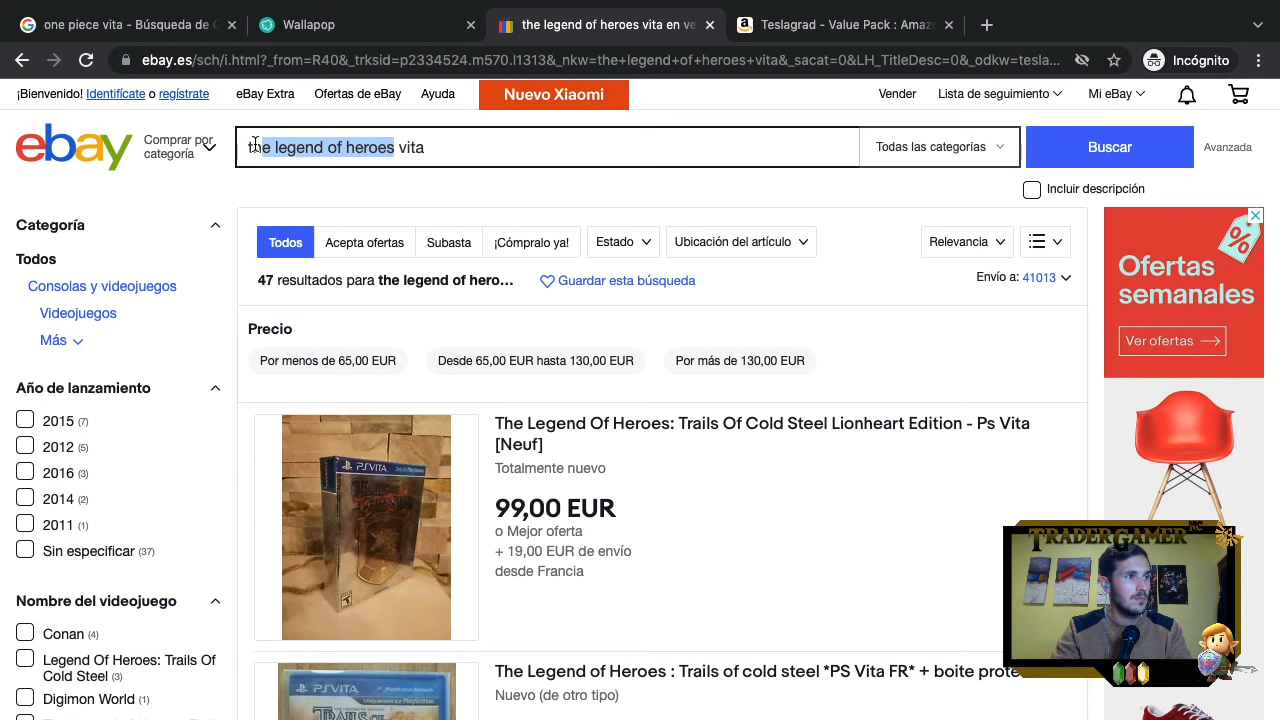 one piece vita - Búsqueda de G
Wallapop
the legend of heroes vita en ve
Teslagrad - Value Pack : Amaz
ebay.es/sch/i.html?_from=R40&_trksid=p2334524.m570.l1313&_nkw=the+legend+of+heroes+vita&_sacat=0&LH_TitleDesc=0&_odkw=tesla...
Incógnito
¡Bienvenido! Identifícate o regístrate
eBay Extra
Ofertas de eBay
Ayuda
Nuevo Xiaomi
Vender
Lista de seguimiento
Mi eBay
ebay
Comprar por
categoría
the legend of heroes vita
Todas las categorías
Buscar
Avanzada
Incluir descripción
Categoría
Todos
Consolas y videojuegos
Videojuegos
Más
Año de lanzamiento
2015 (7)
2012 (5)
2016 (3)
2014 (2)
2011 (1)
Sin especificar (37)
Nombre del videojuego
Conan (4)
Legend Of Heroes: Trails Of
Cold Steel (3)
Digimon World (1)
Todos
Acepta ofertas
Subasta
¡Cómpralo ya!
Estado
Ubicación del artículo
Relevancia
47 resultados para the legend of hero...
Guardar esta búsqueda
Envío a: 41013
Precio
Por menos de 65,00 EUR
Desde 65,00 EUR hasta 130,00 EUR
Por más de 130,00 EUR
PSVITA
The Legend Of Heroes: Trails Of Cold Steel Lionheart Edition - Ps Vita
[Neuf]
Totalmente nuevo
99,00 EUR
o Mejor oferta
+ 19,00 EUR de envío
desde Francia
PSVITA
TRAILS OF
The Legend of Heroes : Trails of cold steel *PS Vita FR* + boite prote
Nuevo (de otro tipo)
Ofertas
semanales
Ver ofertas
TRADERGAMER